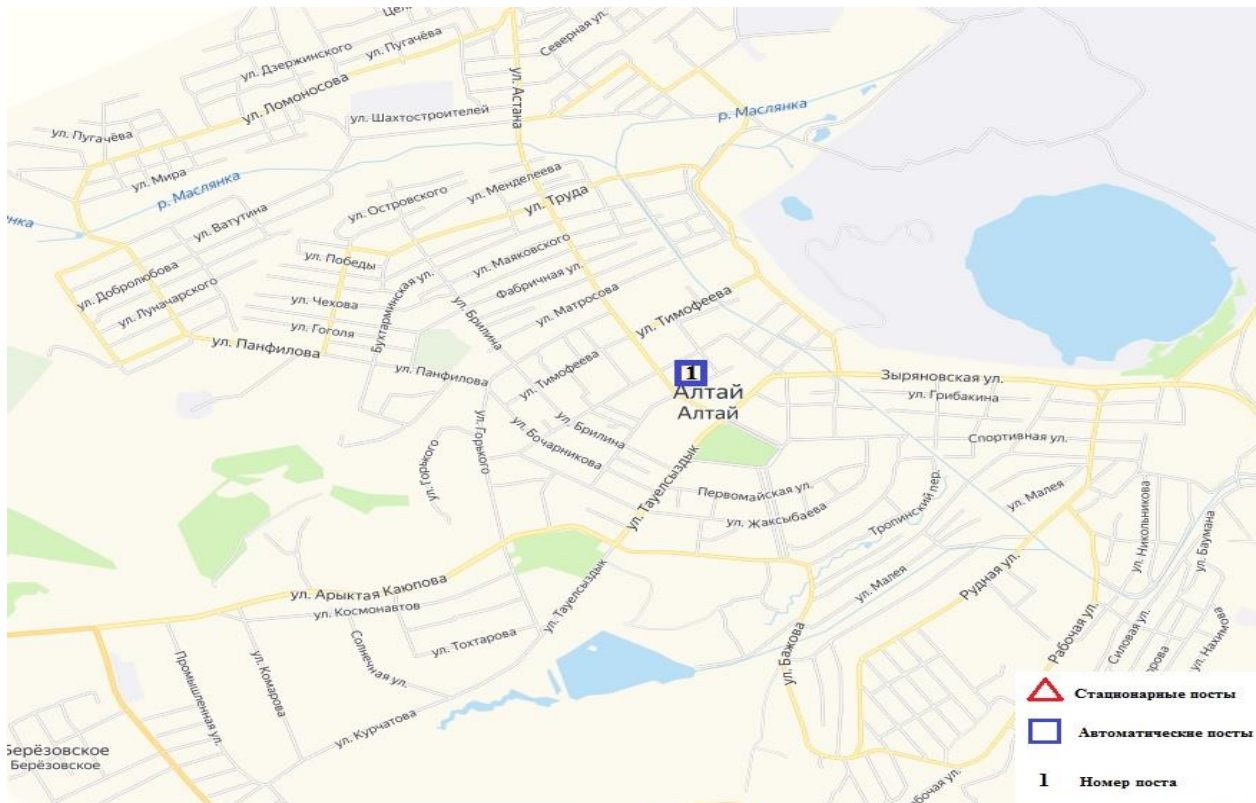 Северная ул.
ул. Пугачёва
ул. Дзержинского
ул. Ломоносова
ул. Астана
ул. Шахтостроителей
р. Маслянка
ул. Пугачёва
ул. Мира
р. Маслянка
ул. Менделеева
ул. Островского
ул. Труда
ул. Ватутина
ул. Маяковского
ул. Победы
Фабричная ул.
ул. Добролюбова
ул. Луначарского
ул. Чехова
Бухтарминская ул.
ул. Матросова
ул. Тимофеева
ул. Гоголя
ул. Брилина
ул. Панфилова
ул. Панфилова
ул. Тимофеева
1
Алтай
Алтай
Зыряновская ул.
ул. Грибакина
ул. Горького
ул. Горького
ул. Брилина
ул. Бочарникова
Спортивная ул.
ул. Тауелсыздык
Первомайская ул.
ул. Жаксыбаева
Тропинский пер.
ул. Малея
ул. Никольникова
ул. Баумана
ул. Арыктая Каюпова
ул. Космонавтов
ул. Тауелсыздык
ул. Малея
Рудная ул.
ул. Тохтарова
Солнечная ул.
ул. Бажова
Рабочая ул.
Силовая ул.
ул. Нахимова
Промышленная ул.
ул. Комарова
ул. Курчатова
Берёзовское
Стационарные посты
Автоматические посты
1 Номер поста